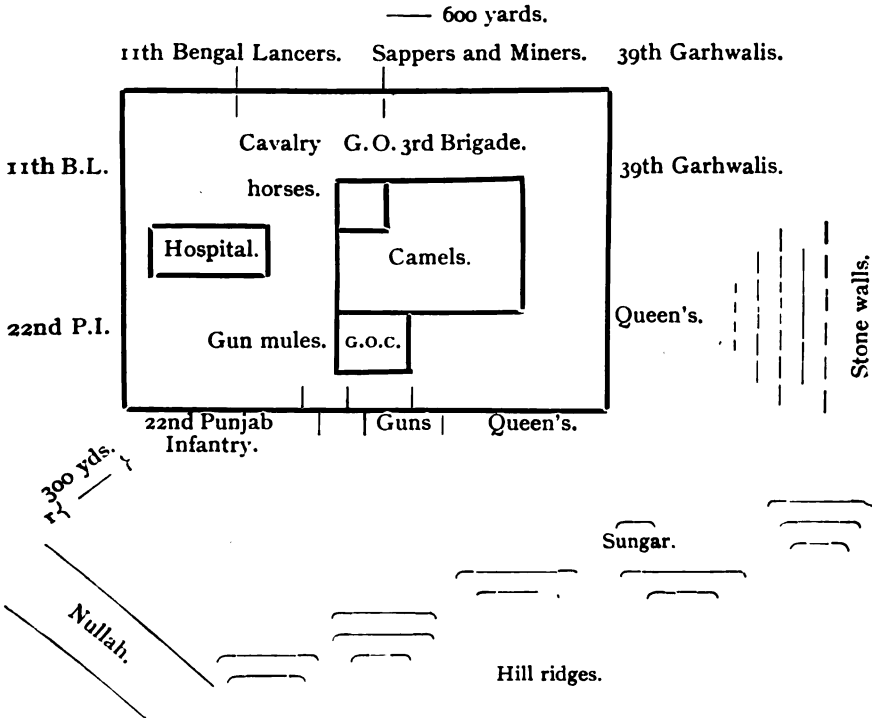 600 yards.
11th Bengal Lancers. Sappers and Miners. 39th Garhwalis.
Cavalry G.O. 3rd Brigade.
11th B.L.
39th Garhwalis.
horses.
Hospital.
Camels.
Stone walls.
22nd P.I.
Queen's.
Gun mules.
G.O.C.
22nd Punjab
Infantry.
Guns
Queen's.
300 yds.
Sungar.
Nullah.
Hill ridges.